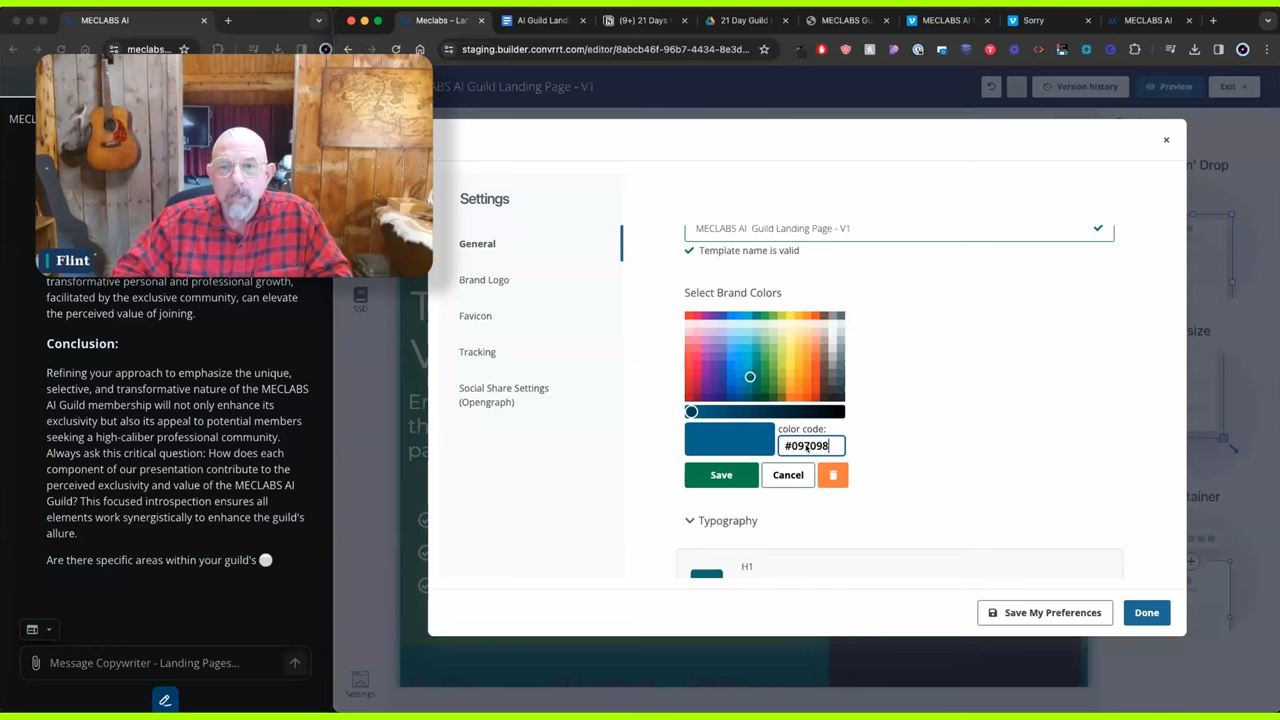 MECLABS AI
Meclabs - La
AI Guild Landi
(9+) 21 Days
21 Day Guild
MECLABS Gu
MECLABS AI
Sorry
MECLABS AI
meclabs...
staging.builder.convrrt.com/editor/8abcb46f-96b7-4434-8e3d...
ABS AI Guild Landing Page - V1
Version history
Preview
Exit
MECL
n' Drop
Settings
General
Brand Logo
Favicon
Tracking
Social Share Settings
(Opengraph)
MECLABS AI Guild Landing Page - V1
Template name is valid
Select Brand Colors
color code:
#097098
Save
Cancel
Typography
H1
Save My Preferences
Done
Flint
SSD
size
ntainer
Settings
transformative personal and professional growth,
facilitated by the exclusive community, can elevate
the perceived value of joining.
Conclusion:
Refining your approach to emphasize the unique,
selective, and transformative nature of the MECLABS
AI Guild membership will not only enhance its
exclusivity but also its appeal to potential members
seeking a high-caliber professional community.
Always ask this critical question: How does each
component of our presentation contribute to the
perceived exclusivity and value of the MECLABS AI
Guild? This focused introspection ensures all
elements work synergistically to enhance the guild's
allure.
Are there specific areas within your guild's
Message Copywriter - Landing Pages...